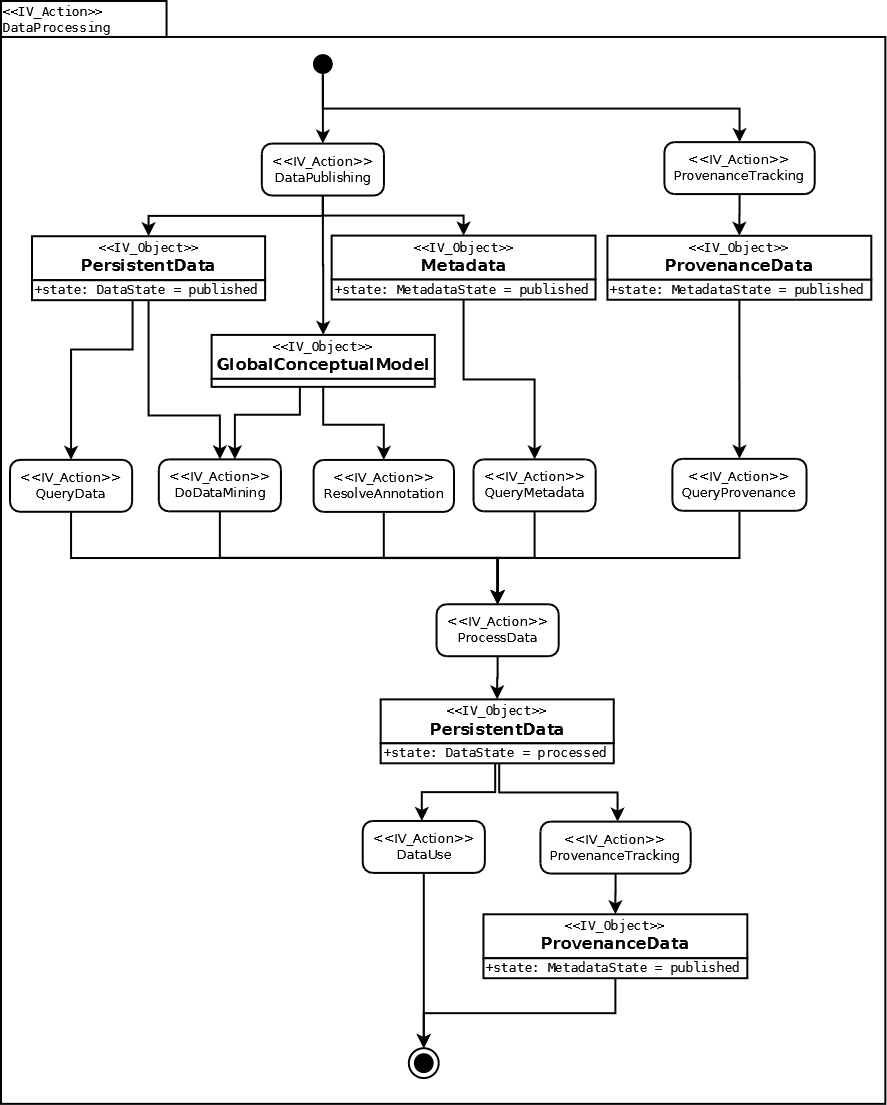 <<IV_Action>>
DataProcessing
<<IV_Action>>
DataPublishing
<<IV_Action>>
ProvenanceTracking
<<IV_Object>>
PersistentData
+state: DataState = published
<<IV_Object>>
Metadata
+state: MetadataState = published
<<IV_Object>>
ProvenanceData
+state: MetadataState = published
<<IV_Object>>
GlobalConceptualModel
<<IV_Action>>
QueryData
<<IV_Action>>
DoDataMining
<<IV_Action>>
ResolveAnnotation
<<IV_Action>>
QueryMetadata
<<IV_Action>>
QueryProvenance
<<IV_Action>>
ProcessData
<<IV_Object>>
PersistentData
+state: DataState = processed
<<IV_Action>>
DataUse
<<IV_Action>>
ProvenanceTracking
<<IV_Object>>
ProvenanceData
+state: MetadataState = published